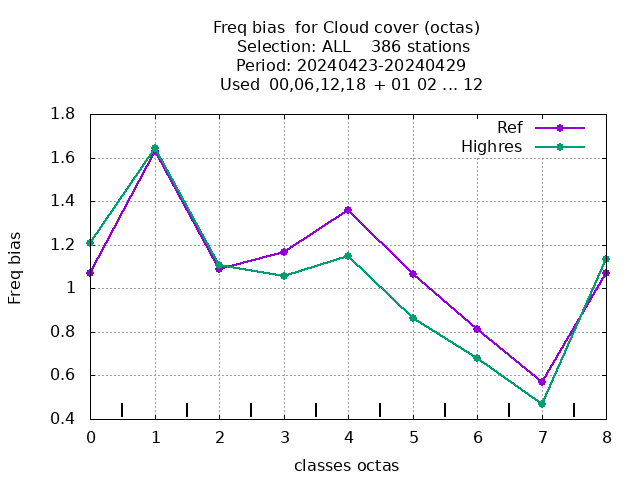 Freq bias  for Cloud cover (octas)
Selection: ALL    386 stations
Period: 20240423-20240429
Used  00,06,12,18  + 01 02 ... 12
Ref
Highres
Freq bias
1.8
1.6
1.4
1.2
1
0.8
0.6
0.4
0 1 2 3 4 5 6 7 8
classes octas